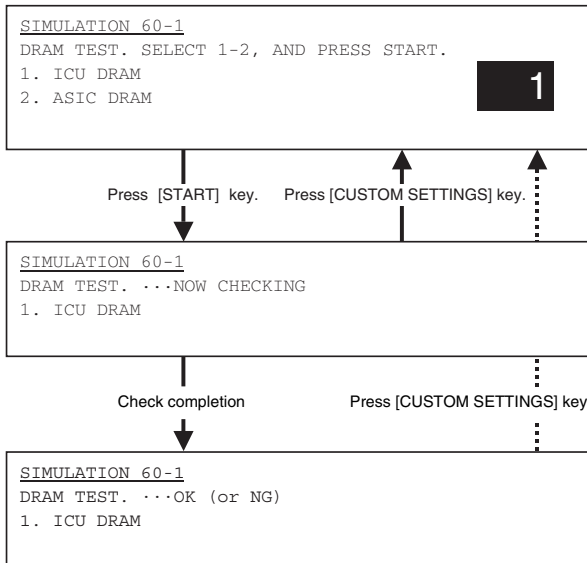 SIMULATION 60-1
DRAM TEST. SELECT 1-2, AND PRESS START.
1. ICU DRAM
2. ASIC DRAM
1
Press [START] key.
Press [CUSTOM SETTINGS] key.
SIMULATION 60-1
DRAM TEST. ···NOW CHECKING
1. ICU DRAM
Check completion
Press [CUSTOM SETTINGS] key
SIMULATION 60-1
DRAM TEST. ···OK (or NG)
1. ICU DRAM